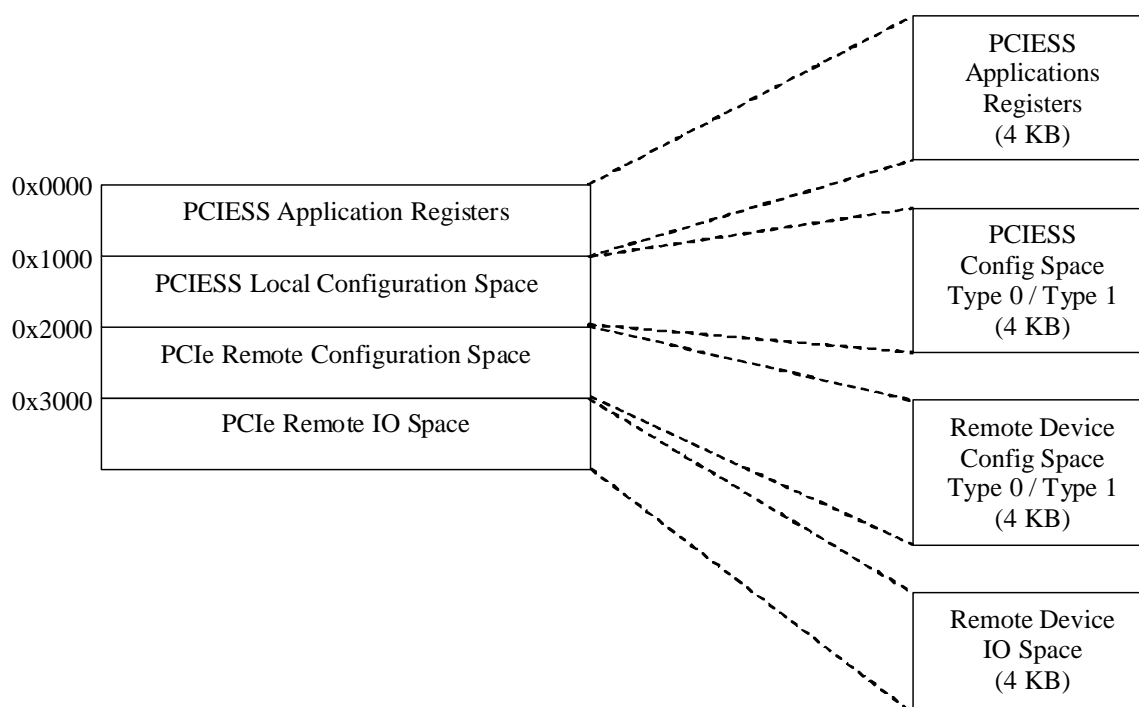 0x0000
PCIESS Application Registers
0x1000
PCIESS Local Configuration Space
0x2000
PCIe Remote Configuration Space
0x3000
PCIe Remote IO Space
PCIESS
Applications
Registers
(4 KB)
PCIESS
Config Space
Type 0 / Type 1
(4 KB)
Remote Device
Config Space
Type 0 / Type 1
(4 KB)
Remote Device
IO Space
(4 KB)